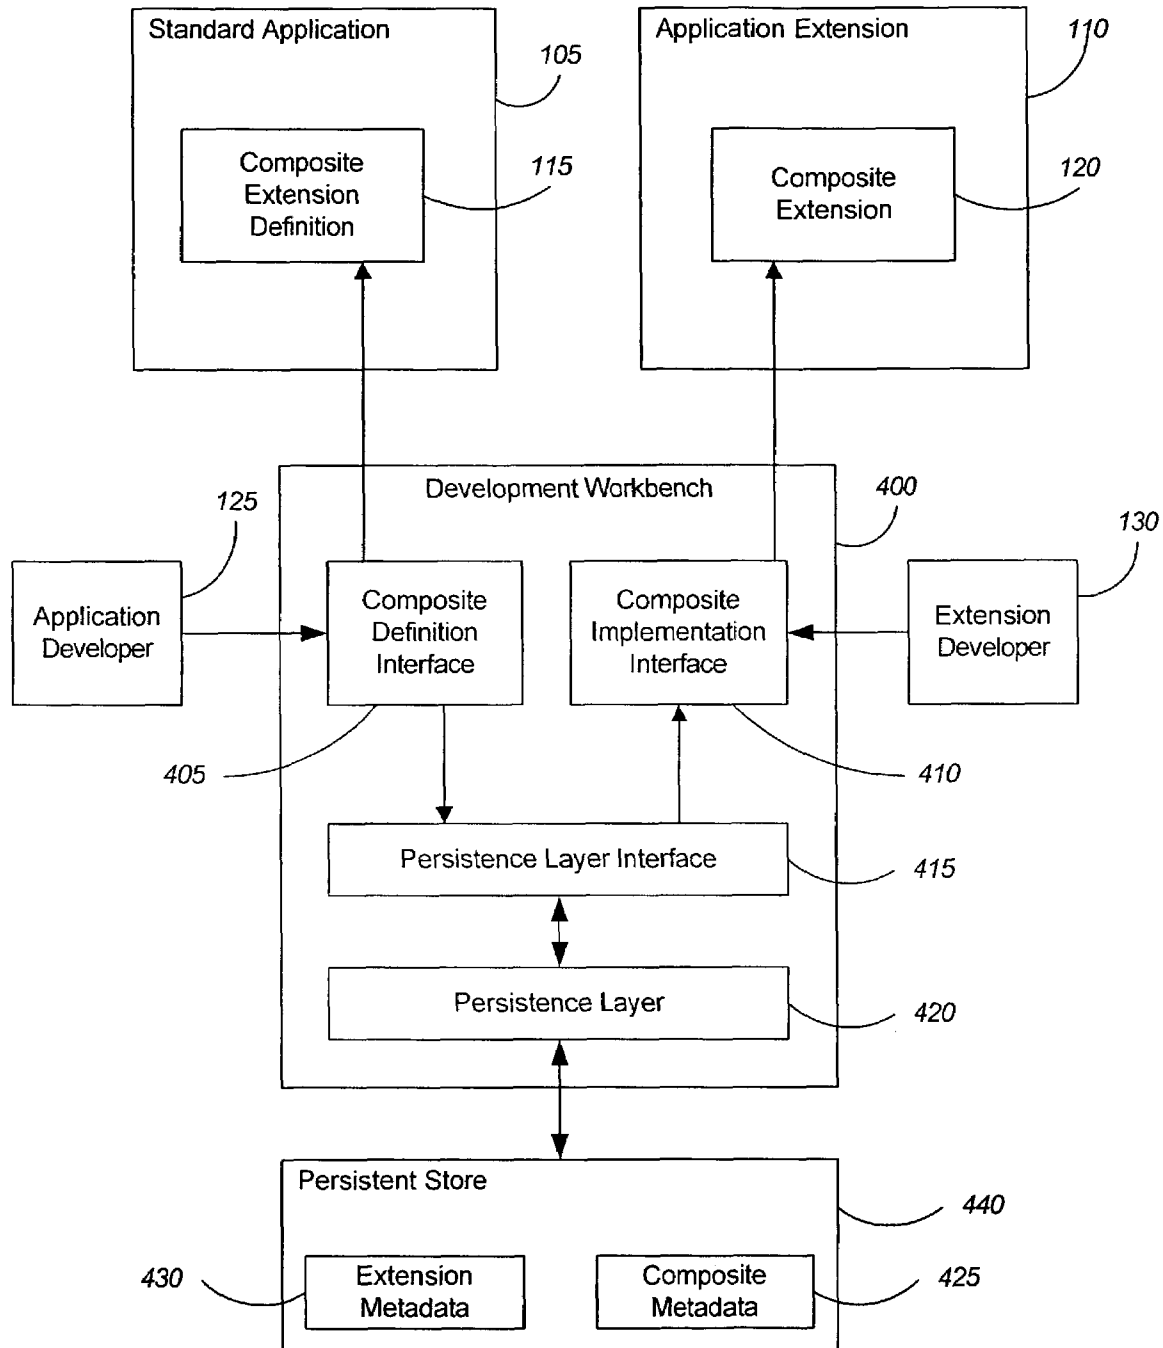 Standard Application
105
Application Extension
110
Composite
Extension
Definition
115
Composite
Extension
120
Development Workbench
400
125
130
Application
Developer
Composite
Definition
Interface
Composite
Implementation
Interface
Extension
Developer
405
410
Persistence Layer Interface
415
Persistence Layer
420
Persistent Store
440
430
Extension
Metadata
Composite
Metadata
425